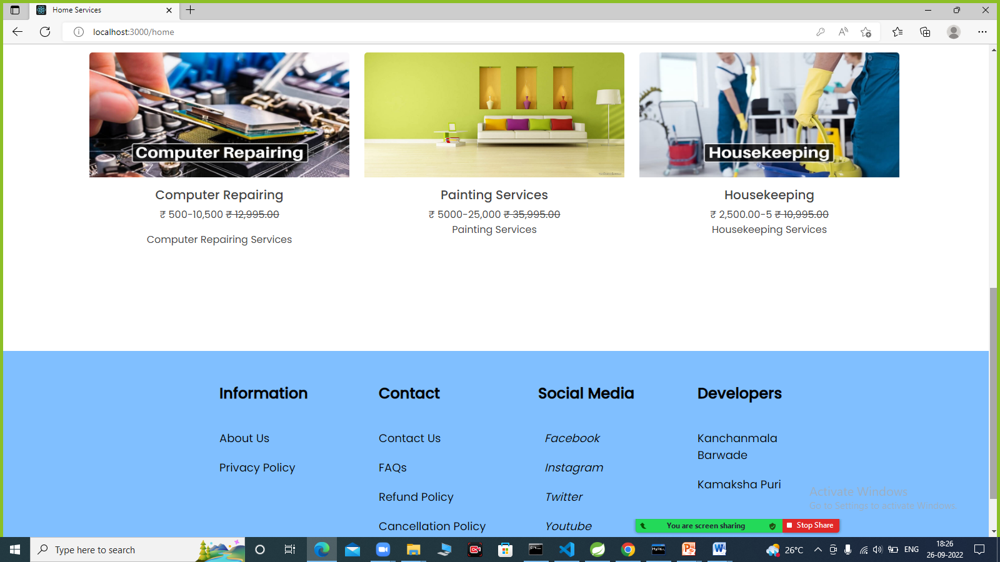 Home Services
localhost:3000/home
Computer Repairing
Housekeeping
Computer Repairing
Painting Services
Housekeeping
₹ 500-10,500 ₹ 12,995.00
₹ 5000-25,000 ₹ 35,995.00
₹ 2,500.00-5 ₹ 10,995.00
Painting Services
Housekeeping Services
Computer Repairing Services
Information
Contact
Social Media
Developers
About Us
Contact Us
Facebook
Kanchanmala
Barwade
Privacy Policy
FAQs
Instagram
Kamaksha Puri
Refund Policy
Twitter
Activate Windows
Go to Settings to activate Windows.
Cancellation Policy
Youtube
You are screen sharing
Stop Share
Type here to search
26°C
ENG
18:26
26-09-2022